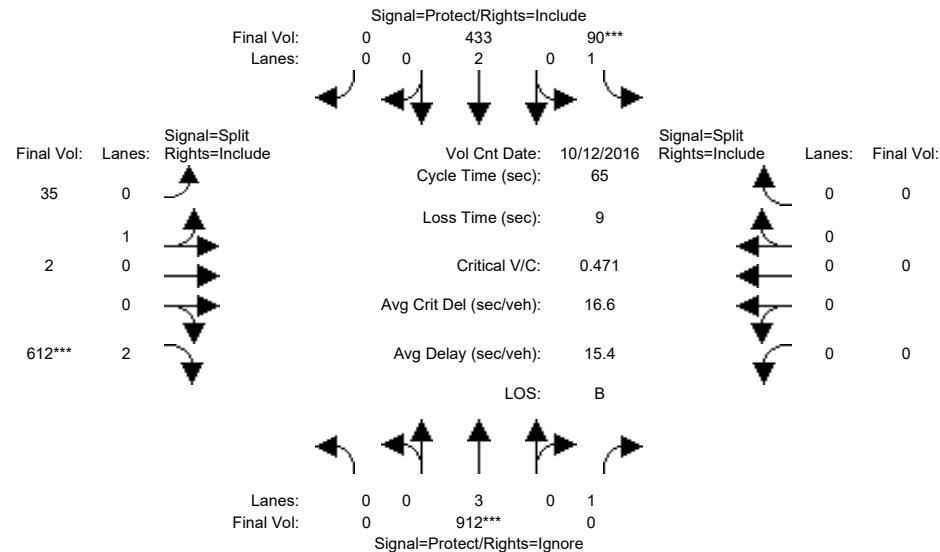 Signal=Protect/Rights=Include
Final Vol: 0 433 90***
Lanes: 0 0 2 0 1
Signal=Split Signal=Split
Final Vol: Lanes: Rights=Include Vol Cnt Date: 10/12/2016 Rights=Include Lanes: Final Vol:
Cycle Time (sec): 65
35 0 0 0
Loss Time (sec): 9
1 0
2 0 Critical V/C: 0.471 0 0
0 Avg Crit Del (sec/veh): 16.6 0
612*** 2 Avg Delay (sec/veh): 15.4 0 0
LOS: B
Lanes: 0 0 3 0 1
Final Vol: 0 912*** 0
Signal=Protect/Rights=Ignore